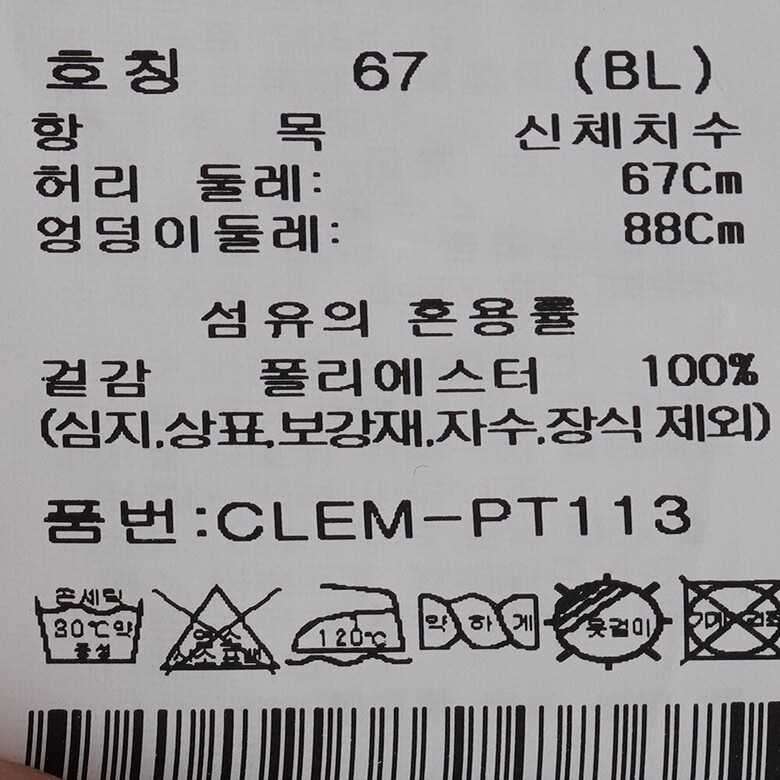 호칭 67 (BL)
항 목 신체치수
허리 둘레: 67Cm
엉덩이둘레: 88Cm
섬유의 혼용률
겉감 폴리에스터 100%
(심지,상표,보강재,자수,장식 제외)
품번:CLEM-PT113
손세탁
30℃약 120℃ 약하게 옷걸이
중성